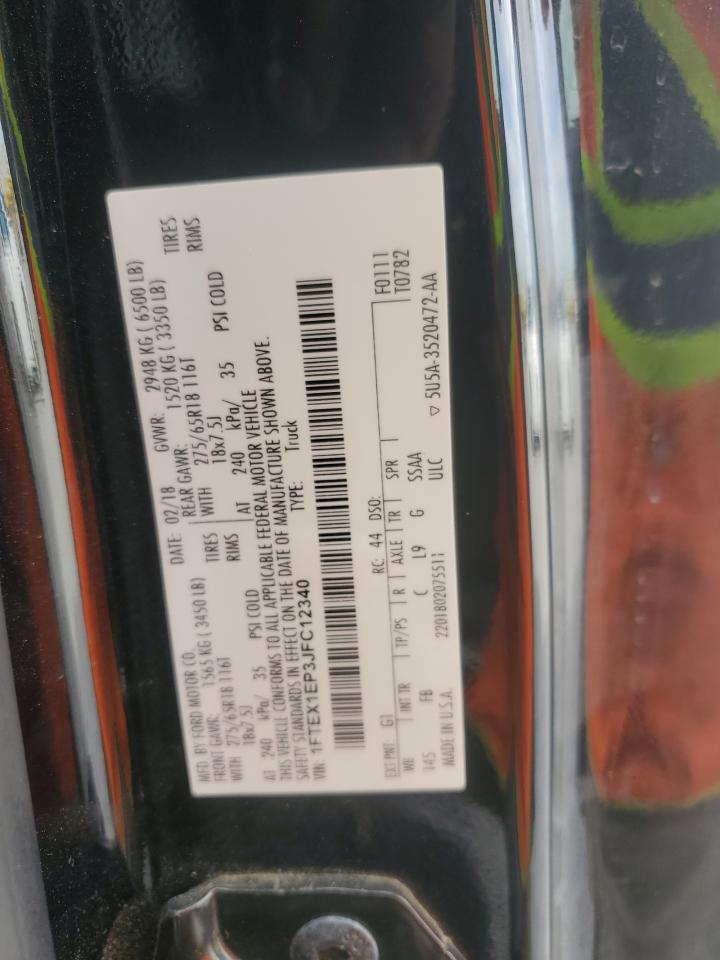 MFD. BY FORD MOTOR CO. DATE: 02/18 GVWR: 2948 KG ( 6500 LB)
FRONT GAWR: 1565 KG ( 3450 LB) REAR GAWR: 1520 KG ( 3350 LB)
WITH 275/65R18 116T TIRES WITH 275/65R18 116T TIRES
18x7.5J RIMS 18x7.5J RIMS
AT 240 kPa/ 35 PSI COLD AT 240 kPa/ 35 PSI COLD
THIS VEHICLE CONFORMS TO ALL APPLICABLE FEDERAL MOTOR VEHICLE
SAFETY STANDARDS IN EFFECT ON THE DATE OF MANUFACTURE SHOWN ABOVE.
VIN: 1FTEX1EP3JFC12340 TYPE: Truck
EXT PNT: G1 RC: 44 DSO: F0111
WB INT TR TP/PS R AXLE TR SPR T0782
145 FB C L9 G SSAA
MADE IN U.S.A. 2201802075511 ULC ▽ 5U5A-3520472-AA